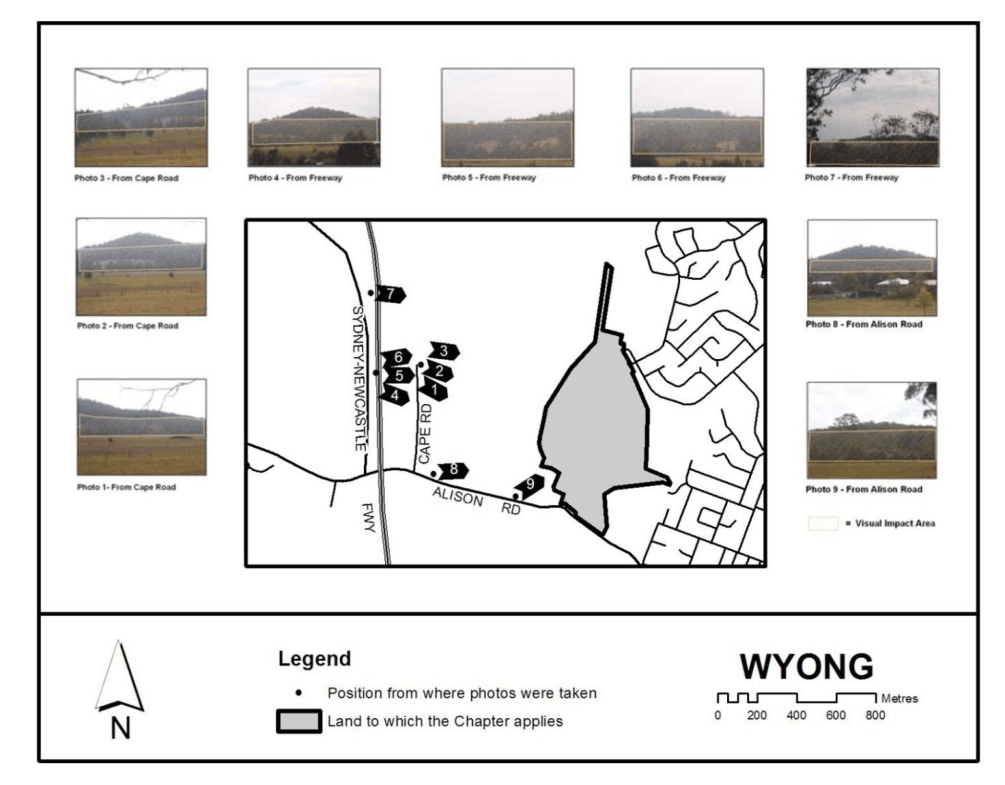 Photo 3 - From Cape Road
Photo 4 - From Freeway
Photo 5 - From Freeway
Photo 6 - From Freeway
Photo 7 - From Freeway
Photo 2 - From Cape Road
Photo 8 - From Alison Road
Photo 1- From Cape Road
Photo 9 - From Alison Road
= Visual Impact Area
7
SYDNEY-NEWCASTLE
FWY
6
5
4
3
2
1
CAPE RD
8
9
ALISON RD
N
Legend
Position from where photos were taken
Land to which the Chapter applies
WYONG
Metres
0 200 400 600 800